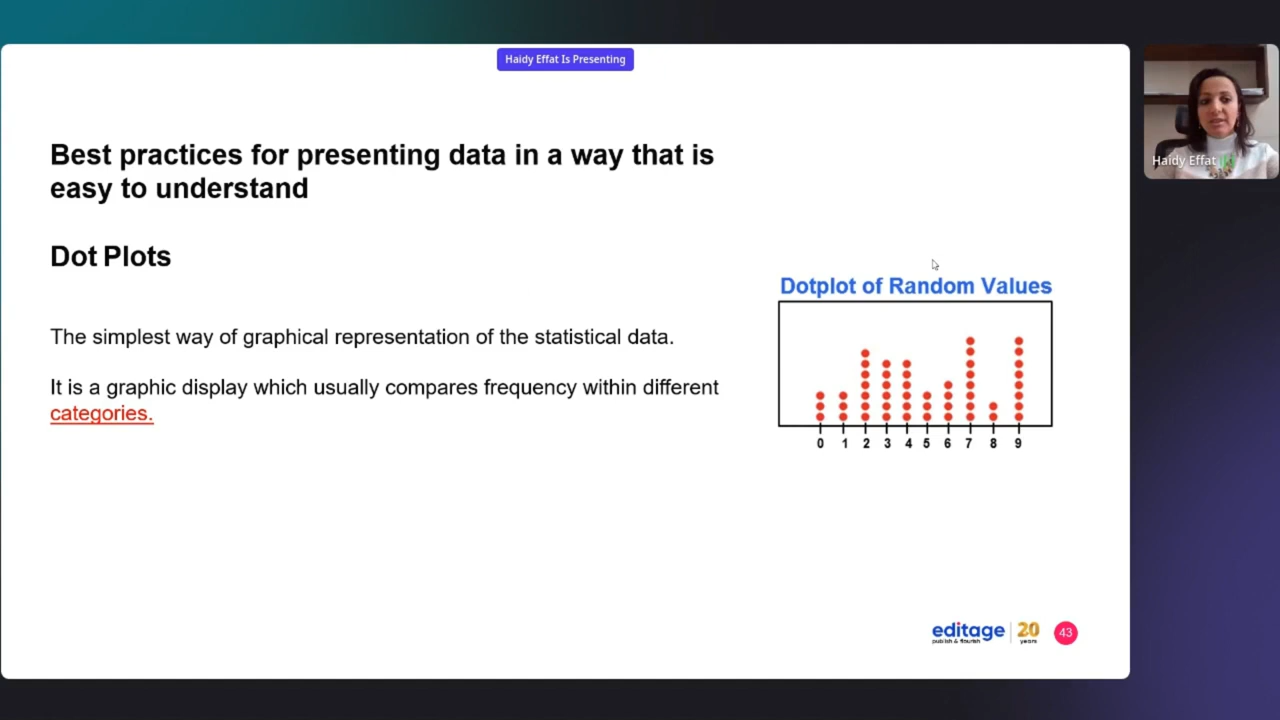 Haidy Effat Is Presenting
Best practices for presenting data in a way that is
easy to understand
Dot Plots
The simplest way of graphical representation of the statistical data.
It is a graphic display which usually compares frequency within different
categories.
Dotplot of Random Values
0 1 2 3 4 5 6 7 8 9
editage
publish & flourish
20
years
43
Haidy Effat